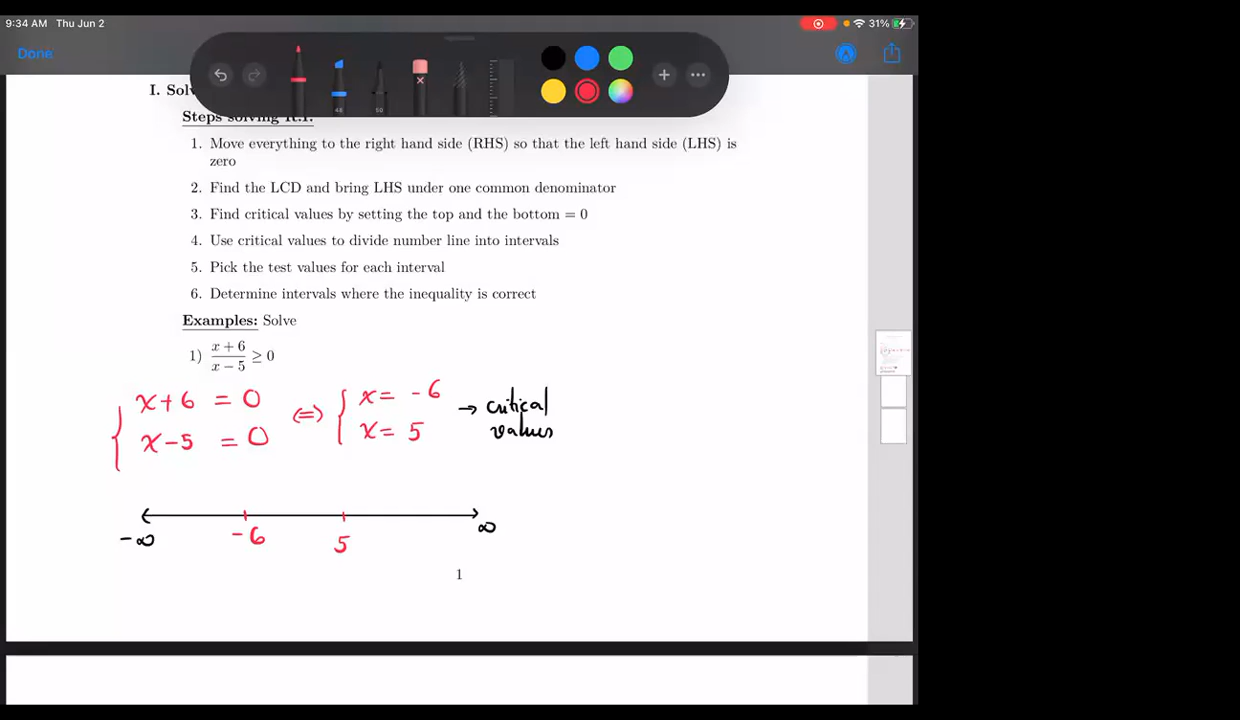 9:34 AM Thu Jun 2
31%
Done
I. Solv
Steps solving R.I:
1. Move everything to the right hand side (RHS) so that the left hand side (LHS) is
zero
2. Find the LCD and bring LHS under one common denominator
3. Find critical values by setting the top and the bottom = 0
4. Use critical values to divide number line into intervals
5. Pick the test values for each interval
6. Determine intervals where the inequality is correct
Examples: Solve
1) (x + 6)/(x − 5) ≥ 0
{ x+6 = 0 ⇔ { x = -6 → critical
x-5 = 0 x = 5 values
-∞ -6 5 ∞
1